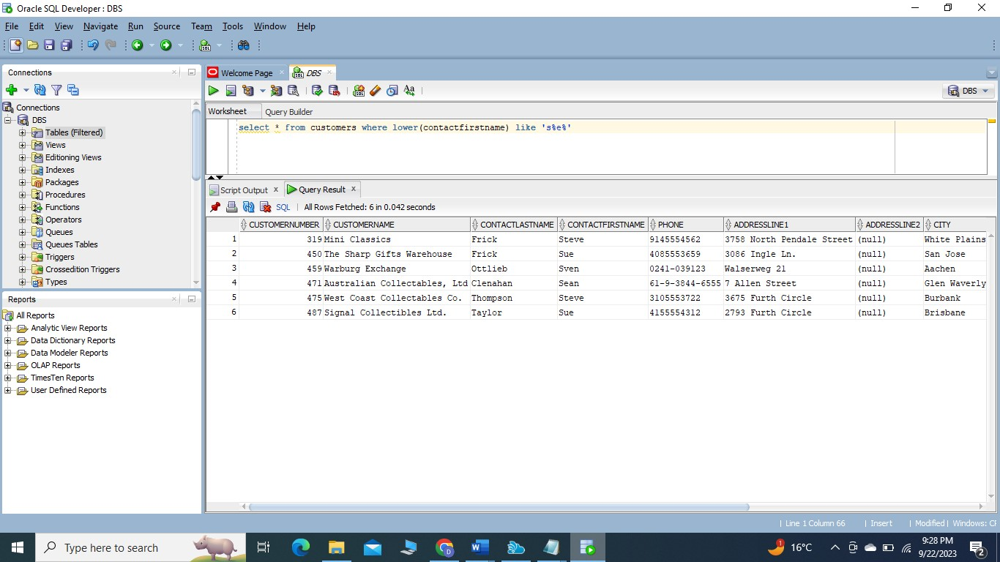 Oracle SQL Developer : DBS
File Edit View Navigate Run Source Team Tools Window Help
Connections
Connections
DBS
Tables (Filtered)
Views
Editioning Views
Indexes
Packages
Procedures
Functions
Operators
Queues
Queues Tables
Triggers
Crossedition Triggers
Types
Reports
All Reports
Analytic View Reports
Data Dictionary Reports
Data Modeler Reports
OLAP Reports
TimesTen Reports
User Defined Reports
Welcome Page DBS
DBS
Worksheet Query Builder
select * from customers where lower(contactfirstname) like 's%e%'
Script Output x Query Result x
SQL | All Rows Fetched: 6 in 0.042 seconds
CUSTOMERNUMBER CUSTOMERNAME CONTACTLASTNAME CONTACTFIRSTNAME PHONE ADDRESSLINE1 ADDRESSLINE2 CITY
1 319 Mini Classics Frick Steve 9145554562 3758 North Pendale Street (null) White Plains
2 450 The Sharp Gifts Warehouse Frick Sue 4085553659 3086 Ingle Ln. (null) San Jose
3 459 Warburg Exchange Ottlieb Sven 0241-039123 Walserweg 21 (null) Aachen
4 471 Australian Collectables, Ltd Clenahan Sean 61-9-3844-6555 7 Allen Street (null) Glen Waverly
5 475 West Coast Collectables Co. Thompson Steve 3105553722 3675 Furth Circle (null) Burbank
6 487 Signal Collectibles Ltd. Taylor Sue 4155554312 2793 Furth Circle (null) Brisbane
| Line 1 Column 66 | Insert | Modified | Windows: CF
Type here to search
16°C
9:28 PM
9/22/2023
2